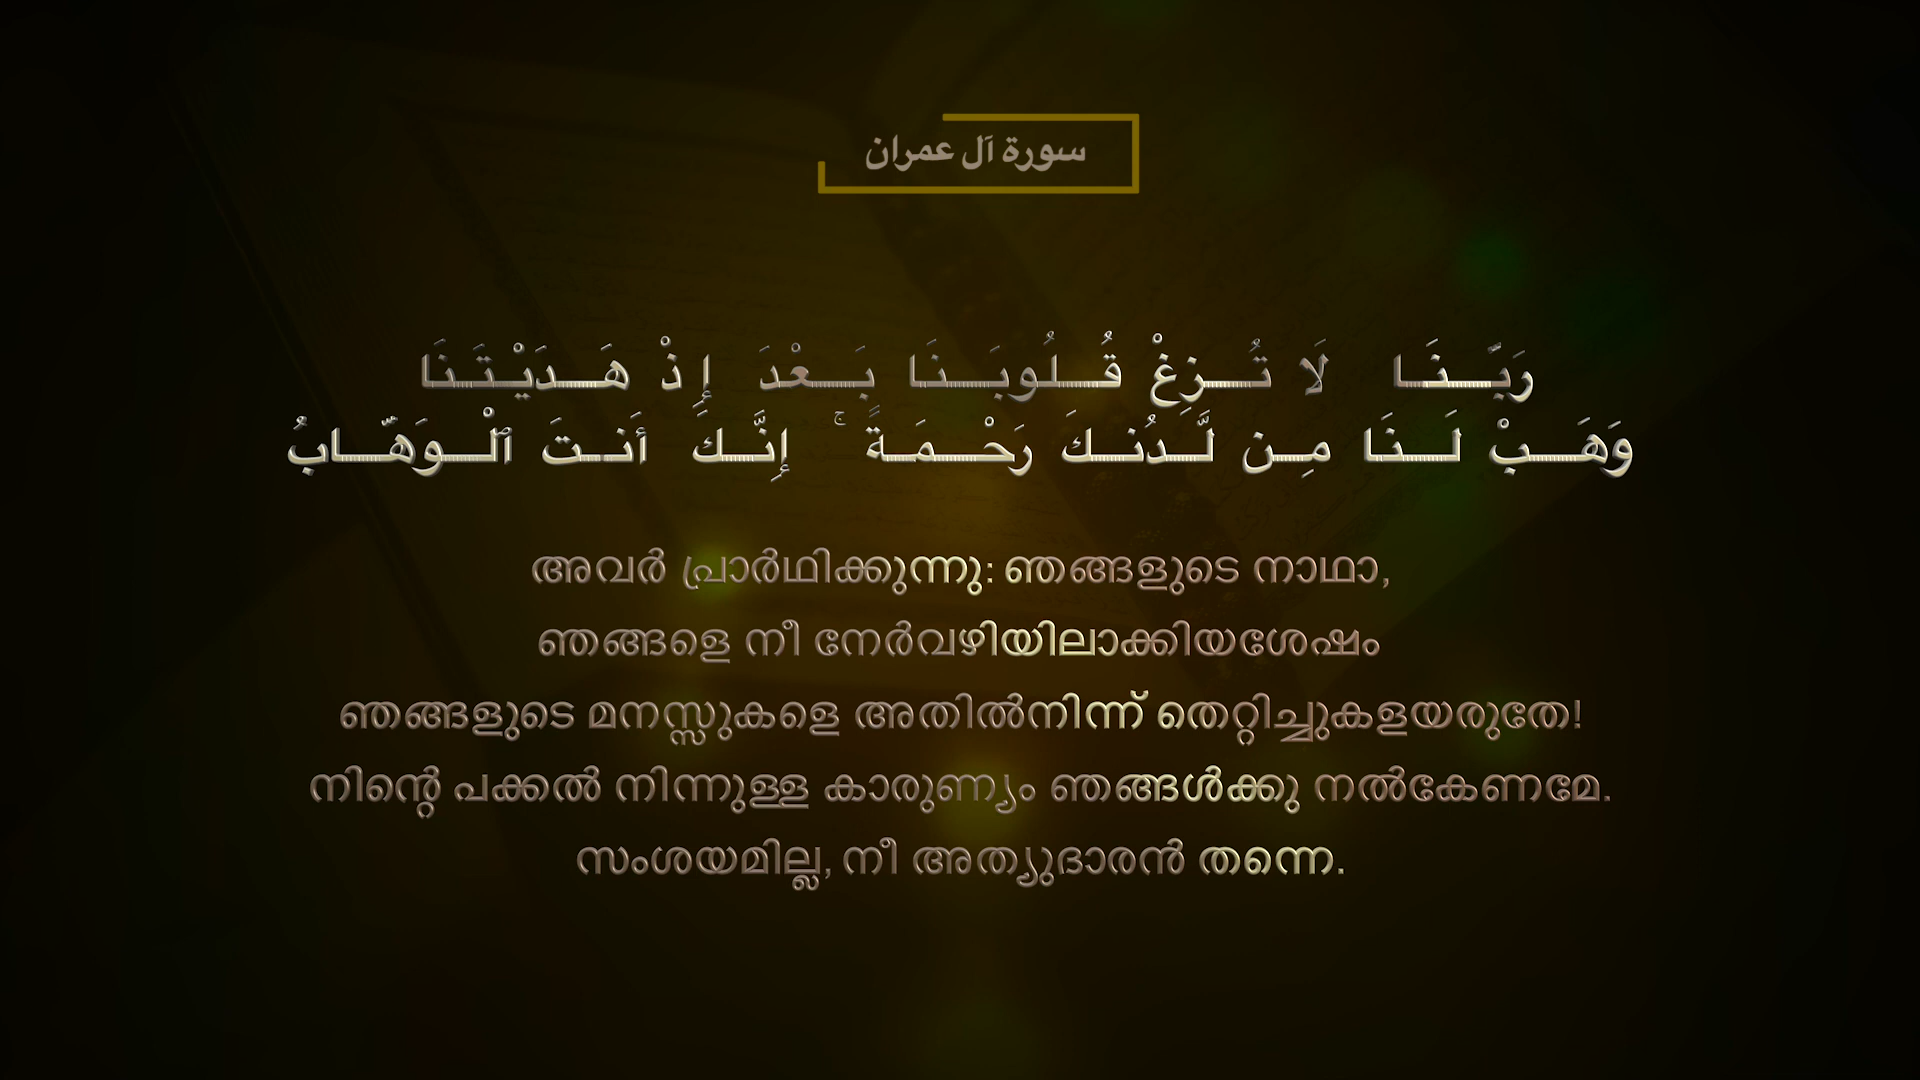 سورة آل عمران
رَبَّنَا لَا تُزِغْ قُلُوبَنَا بَعْدَ إِذْ هَدَيْتَنَا
وَهَبْ لَنَا مِن لَّدُنكَ رَحْمَةً ۚ إِنَّكَ أَنتَ ٱلْوَهَّابُ
അവർ പ്രാർഥിക്കുന്നു: ഞങ്ങളുടെ നാഥാ,
ഞങ്ങളെ നീ നേർവഴിയിലാക്കിയശേഷം
ഞങ്ങളുടെ മനസ്സുകളെ അതിൽനിന്ന് തെറ്റിച്ചുകളയരുതേ!
നിന്റെ പക്കൽ നിന്നുള്ള കാരുണ്യം ഞങ്ങൾക്കു നൽകേണമേ.
സംശയമില്ല, നീ അത്യുദാരൻ തന്നെ.